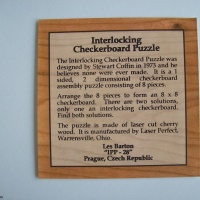 Interlocking
Checkerboard Puzzle
The Interlocking Checkerboard Puzzle was
designed by Stewart Coffin in 1973 and he
believes none were ever made. It is a 1
sided, 2 dimensional checkerboard
assembly puzzle consisting of 8 pieces.
Arrange the 8 pieces to form an 8 x 8
checkerboard. There are two solutions,
only one an interlocking checkerboard.
Find both solutions.
The puzzle is made of laser cut cherry
wood. It is manufactured by Laser Perfect,
Warrensville, Ohio.
Les Barton
"IPP - 28"
Prague, Czech Republic